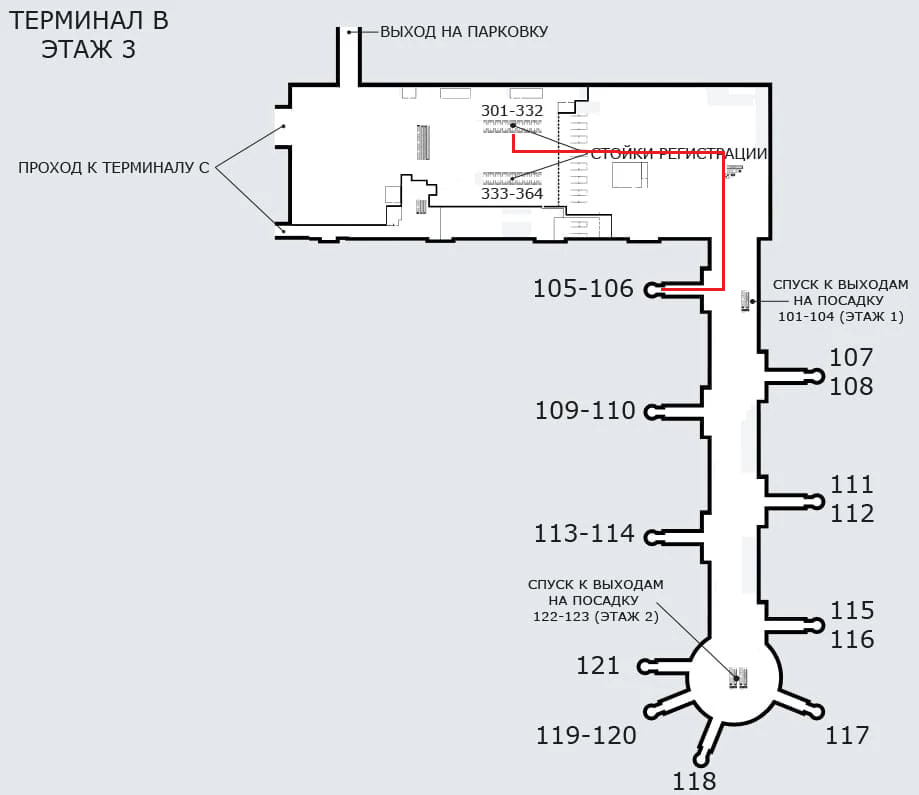 ТЕРМИНАЛ В
ЭТАЖ 3
ВЫХОД НА ПАРКОВКУ
301-332
СТОЙКИ РЕГИСТРАЦИИ
ПРОХОД К ТЕРМИНАЛУ С
333-364
105-106
СПУСК К ВЫХОДАМ
НА ПОСАДКУ
101-104 (ЭТАЖ 1)
107
108
109-110
111
112
113-114
СПУСК К ВЫХОДАМ
НА ПОСАДКУ
122-123 (ЭТАЖ 2)
115
116
121
119-120
117
118